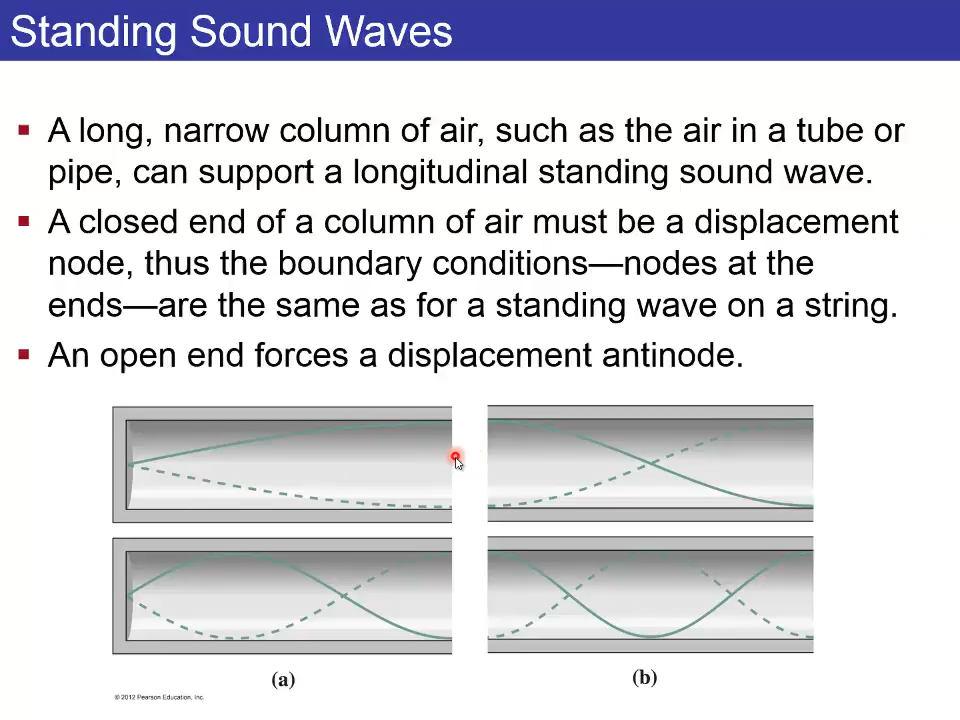 Standing Sound Waves
▪ A long, narrow column of air, such as the air in a tube or
pipe, can support a longitudinal standing sound wave.
▪ A closed end of a column of air must be a displacement
node, thus the boundary conditions—nodes at the
ends—are the same as for a standing wave on a string.
▪ An open end forces a displacement antinode.
(a)
(b)
© 2012 Pearson Education, Inc.